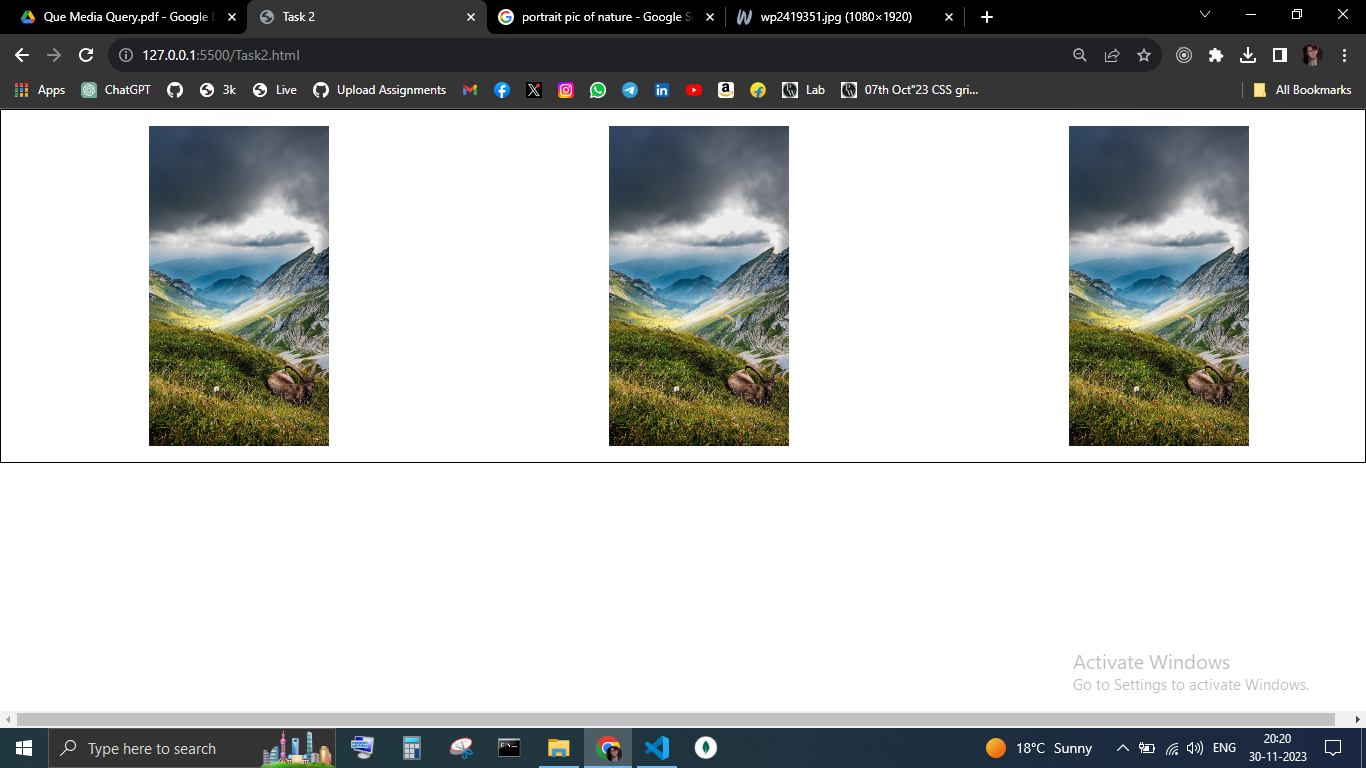 Que Media Query.pdf - Google
Task 2
portrait pic of nature - Google S
wp2419351.jpg (1080×1920)
127.0.0.1:5500/Task2.html
Apps
ChatGPT
3k
Live
Upload Assignments
Lab
07th Oct"23 CSS gri...
All Bookmarks
Activate Windows
Go to Settings to activate Windows.
Type here to search
18°C Sunny
ENG
20:20
30-11-2023